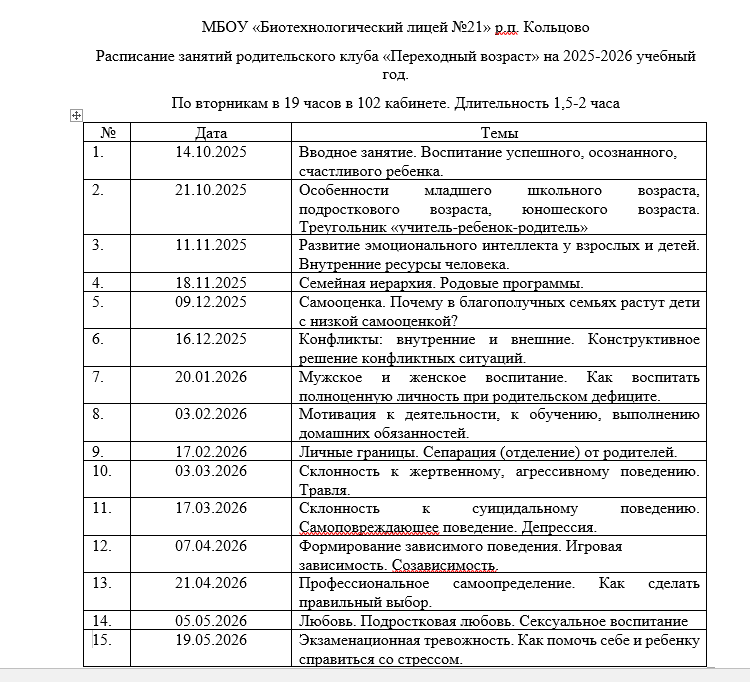 МБОУ «Биотехнологический лицей №21» р.п. Кольцово
Расписание занятий родительского клуба «Переходный возраст» на 2025-2026 учебный
год.
По вторникам в 19 часов в 102 кабинете. Длительность 1,5-2 часа
№ Дата Темы
1. 14.10.2025 Вводное занятие. Воспитание успешного, осознанного,
счастливого ребенка.
2. 21.10.2025 Особенности младшего школьного возраста,
подросткового возраста, юношеского возраста.
Треугольник «учитель-ребенок-родитель»
3. 11.11.2025 Развитие эмоционального интеллекта у взрослых и детей.
Внутренние ресурсы человека.
4. 18.11.2025 Семейная иерархия. Родовые программы.
5. 09.12.2025 Самооценка. Почему в благополучных семьях растут дети
с низкой самооценкой?
6. 16.12.2025 Конфликты: внутренние и внешние. Конструктивное
решение конфликтных ситуаций.
7. 20.01.2026 Мужское и женское воспитание. Как воспитать
полноценную личность при родительском дефиците.
8. 03.02.2026 Мотивация к деятельности, к обучению, выполнению
домашних обязанностей.
9. 17.02.2026 Личные границы. Сепарация (отделение) от родителей.
10. 03.03.2026 Склонность к жертвенному, агрессивному поведению.
Травля.
11. 17.03.2026 Склонность к суицидальному поведению.
Самоповреждающее поведение. Депрессия.
12. 07.04.2026 Формирование зависимого поведения. Игровая
зависимость. Созависимость.
13. 21.04.2026 Профессиональное самоопределение. Как сделать
правильный выбор.
14. 05.05.2026 Любовь. Подростковая любовь. Сексуальное воспитание
15. 19.05.2026 Экзаменационная тревожность. Как помочь себе и ребенку
справиться со стрессом.